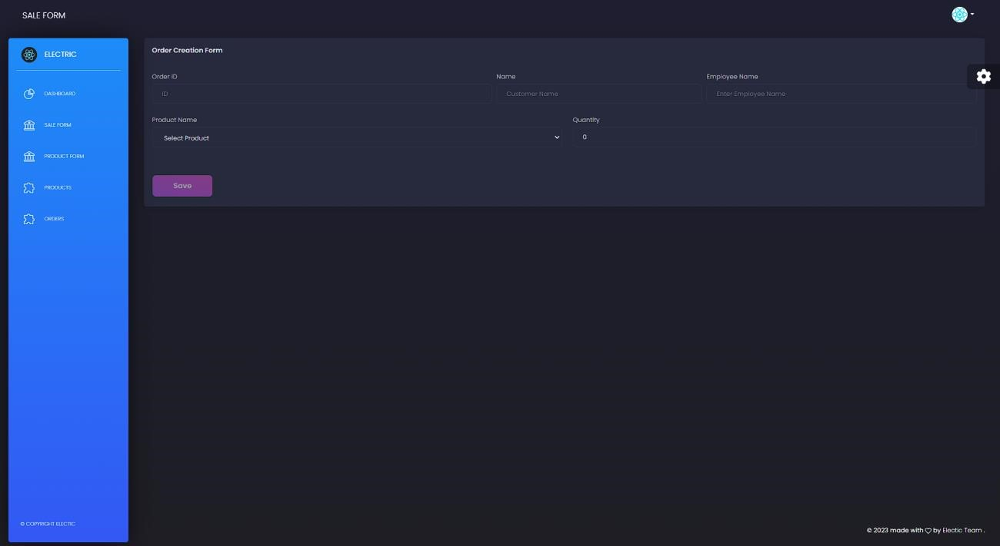 SALE FORM
ELECTRIC
DASHBOARD
SALE FORM
PRODUCT FORM
PRODUCTS
ORDERS
© COPYRIGHT ELECTIC
Order Creation Form
Order ID Name Employee Name
ID Customer Name Enter Employee Name
Product Name Quantity
Select Product 0
Save
© 2023 made with ♡ by Electic Team .